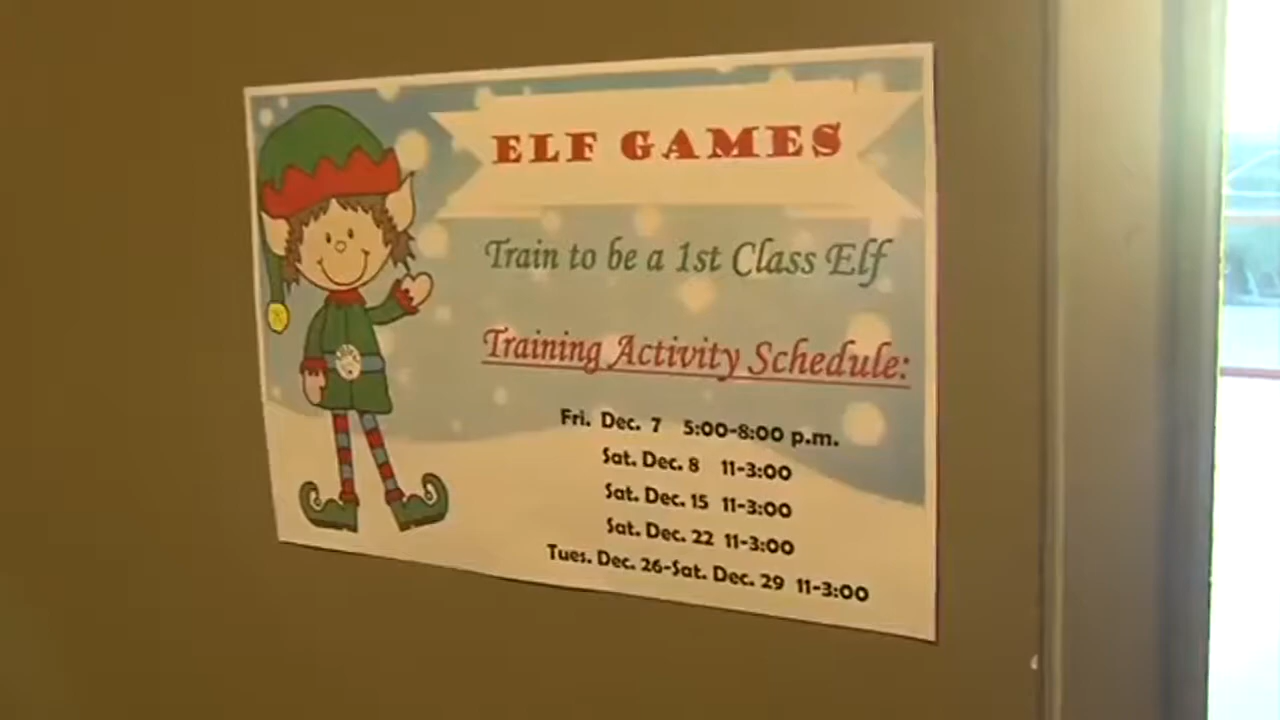 ELF GAMES
Train to be a 1st Class Elf
Training Activity Schedule:
Fri. Dec. 7 5:00-8:00 p.m.
Sat. Dec. 8 11-3:00
Sat. Dec. 15 11-3:00
Sat. Dec. 22 11-3:00
Tues. Dec. 26-Sat. Dec. 29 11-3:00